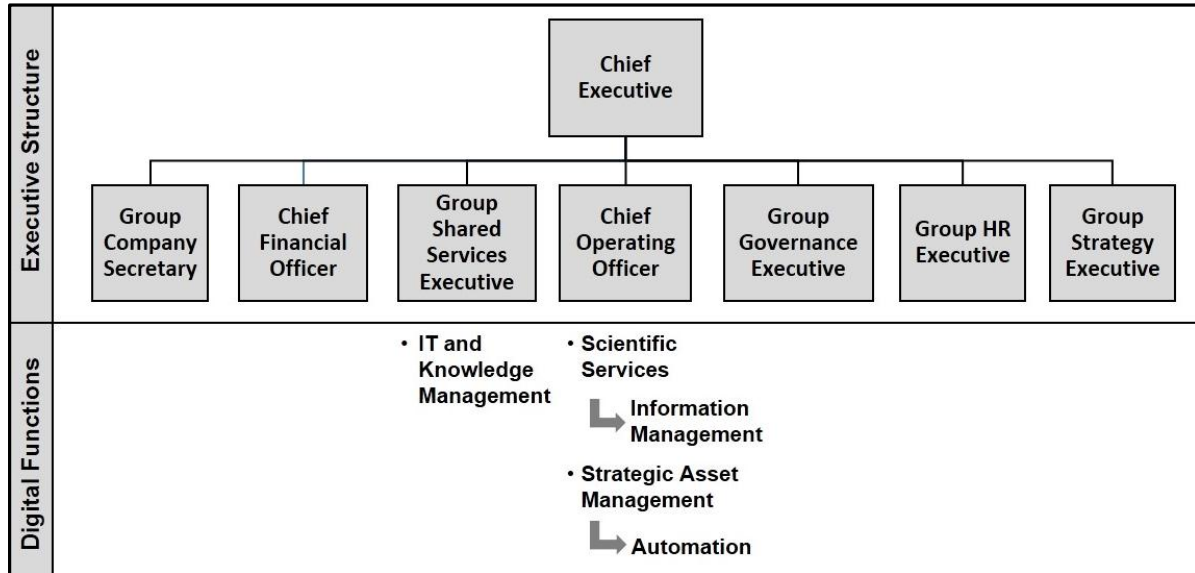 Executive Structure
Chief
Executive
Group
Company
Secretary
Chief
Financial
Officer
Group
Shared
Services
Executive
Chief
Operating
Officer
Group
Governance
Executive
Group HR
Executive
Group
Strategy
Executive
Digital Functions
• IT and
Knowledge
Management
• Scientific
Services
Information
Management
• Strategic Asset
Management
Automation